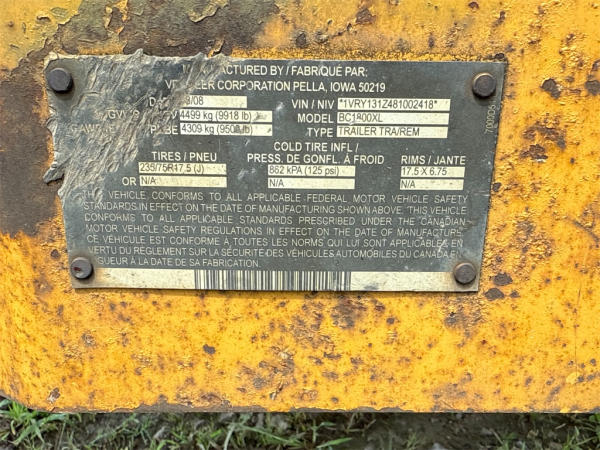 MANUFACTURED BY / FABRIQUÉ PAR:
VERMEER CORPORATION PELLA, IOWA 50219
/08 VIN / NIV *1VRY131Z481002418*
4499 kg (9918 lb) MODEL BC1800XL
4309 kg (9500 lb) TYPE TRAILER TRA/REM
COLD TIRE INFL /
TIRES / PNEU PRESS. DE GONFL. À FROID RIMS / JANTE
235/75R17.5 (J) 862 kPA (125 psi) 17.5 X 6.75
OR N/A N/A N/A
THIS VEHICLE CONFORMS TO ALL APPLICABLE FEDERAL MOTOR VEHICLE SAFETY
STANDARDS IN EFFECT ON THE DATE OF MANUFACTURING SHOWN ABOVE. THIS VEHICLE
CONFORMS TO ALL APPLICABLE STANDARDS PRESCRIBED UNDER THE CANADIAN
MOTOR VEHICLE SAFETY REGULATIONS IN EFFECT ON THE DATE OF MANUFACTURE
CE VÉHICULE EST CONFORME À TOUTES LES NORMS QUI LUI SONT APPLICABLES EN
VERTU DU RÈGLEMENT SUR LA SÉCURITÉ DES VÉHICULES AUTOMOBILES DU CANADA EN
VIGUEUR À LA DATE DE SA FABRICATION.